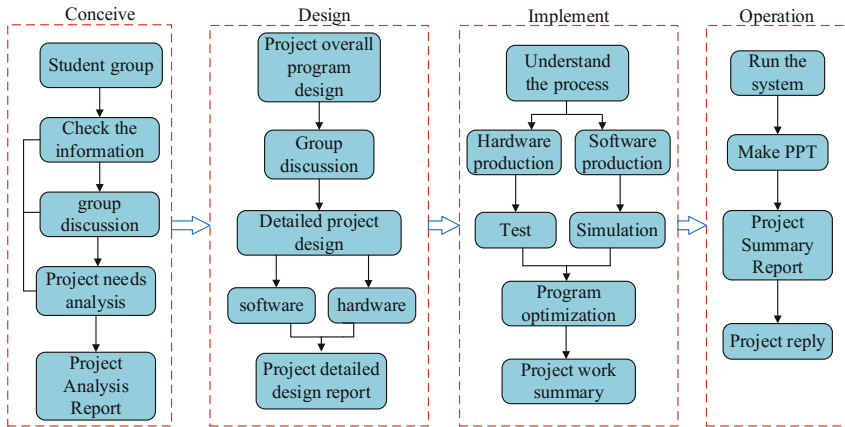 Conceive
Student group
Check the
information
group
discussion
Project needs
analysis
Project
Analysis
Report
Design
Project overall
program
design
Group
discussion
Detailed project
design
software
hardware
Project detailed
design report
Implement
Understand
the process
Hardware
production
Software
production
Test
Simulation
Program
optimization
Project work
summary
Operation
Run the
system
Make PPT
Project
Summary
Report
Project reply